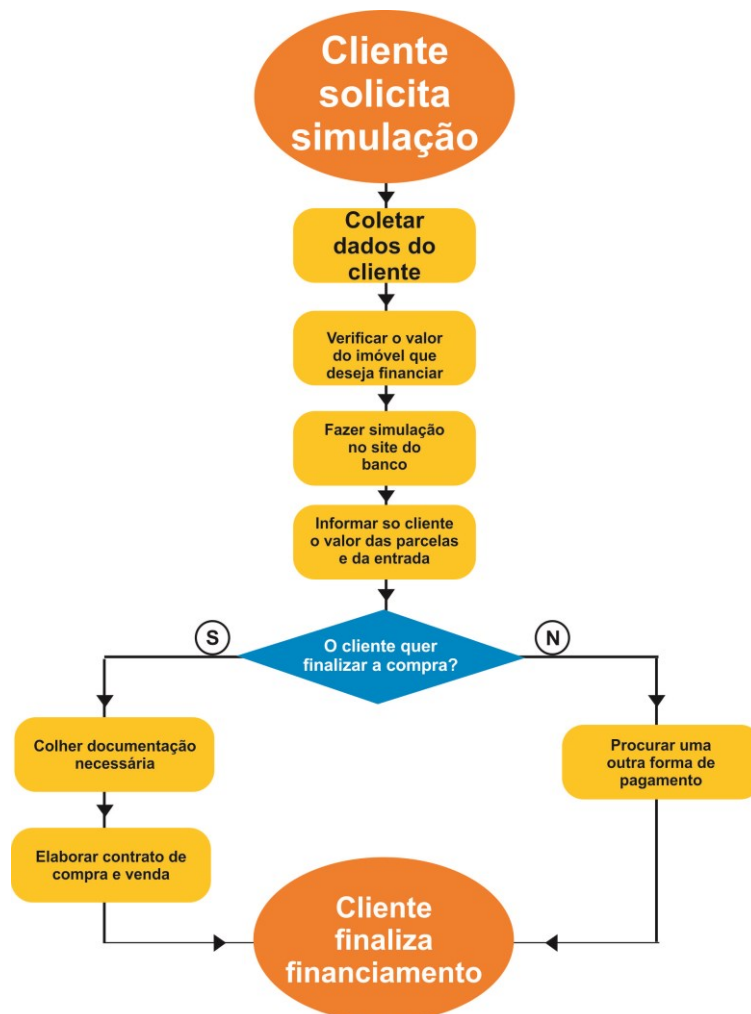 Cliente
solicita
simulação
Coletar
dados do
cliente
Verificar o valor
do imóvel que
deseja financiar
Fazer simulação
no site do
banco
Informar so cliente
o valor das parcelas
e da entrada
S
N
O cliente quer
finalizar a compra?
Colher documentação
necessária
Procurar uma
outra forma de
pagamento
Elaborar contrato de
compra e venda
Cliente
finaliza
financiamento